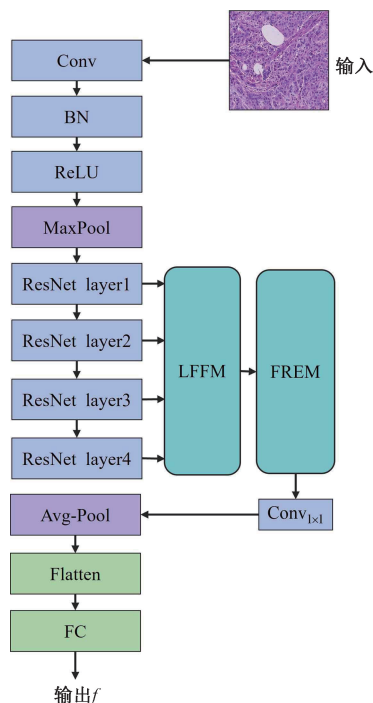 输入
Conv
BN
ReLU
MaxPool
ResNet layer1
ResNet layer2
ResNet layer3
ResNet layer4
LFFM
FREM
Conv1×1
Avg-Pool
Flatten
FC
输出f